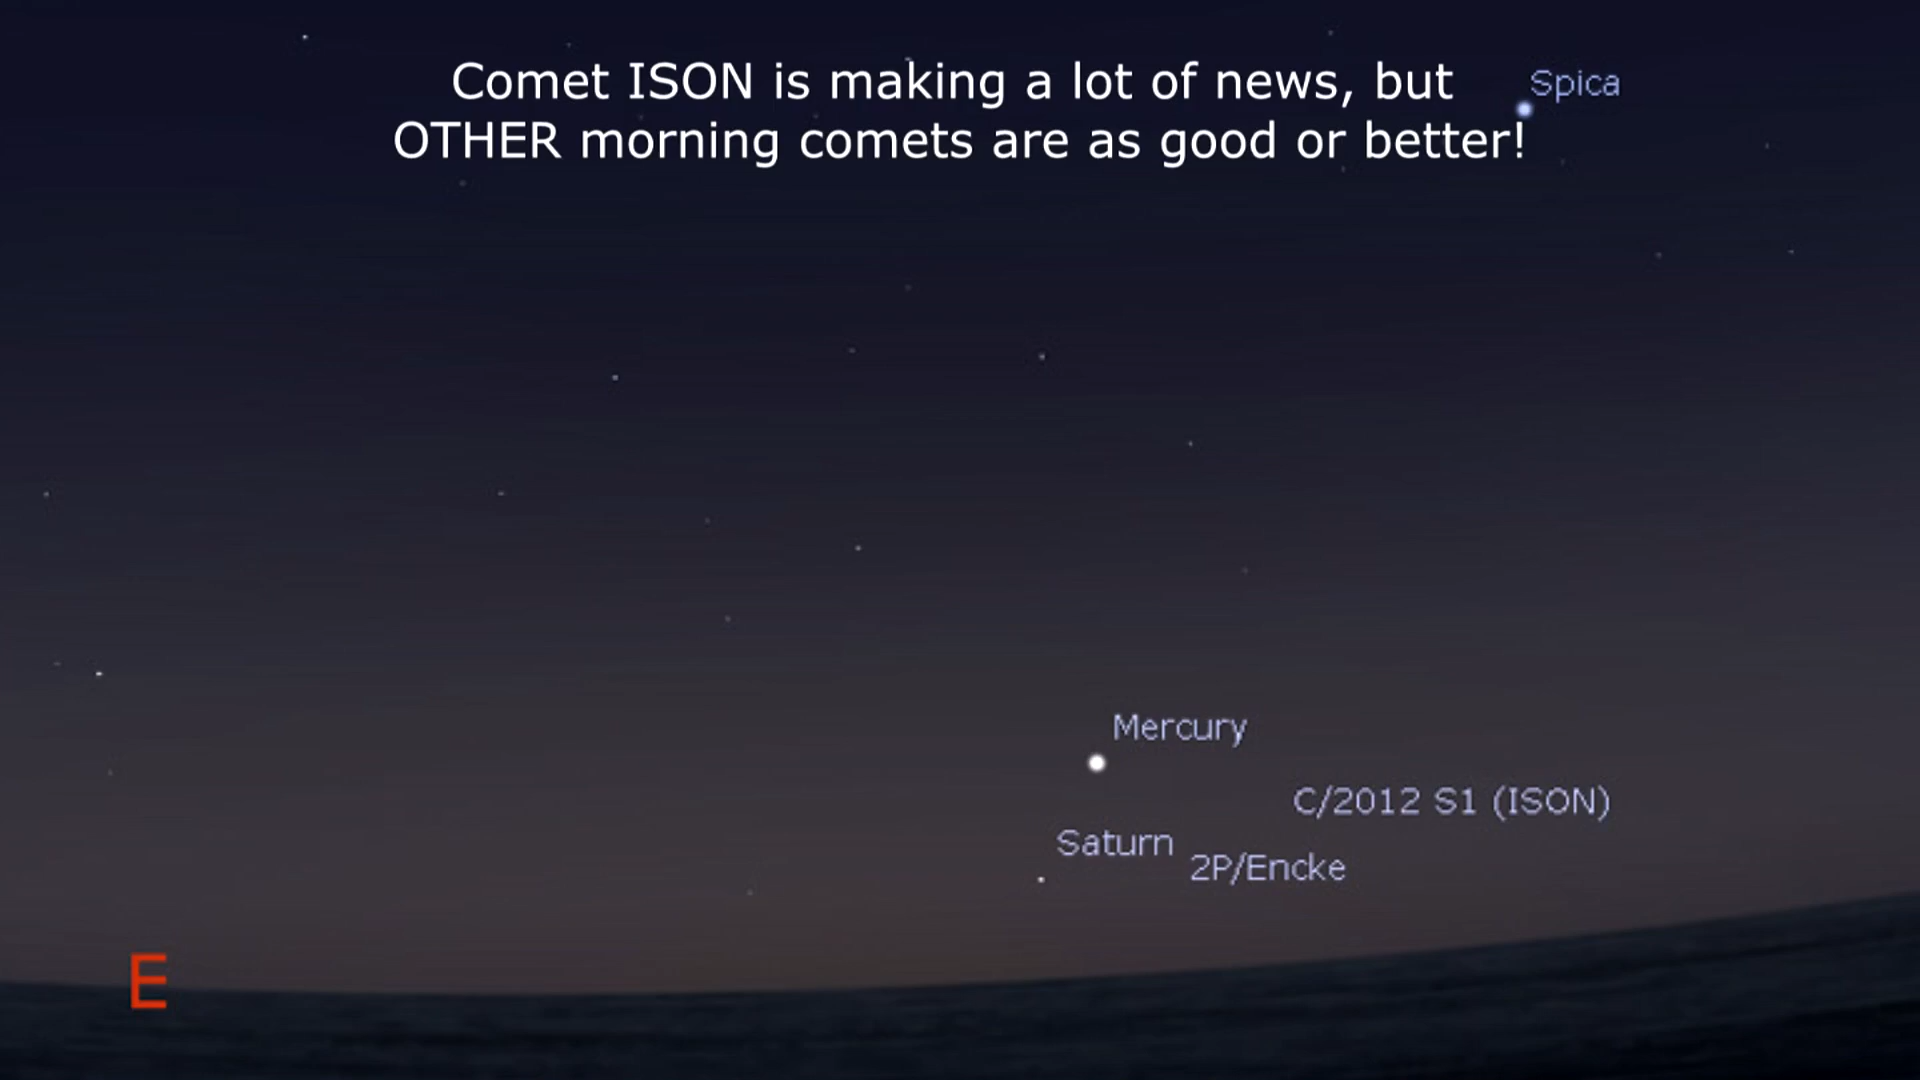 Comet ISON is making a lot of news, but
OTHER morning comets are as good or better!
Spica
Mercury
C/2012 S1 (ISON)
Saturn
2P/Encke
E